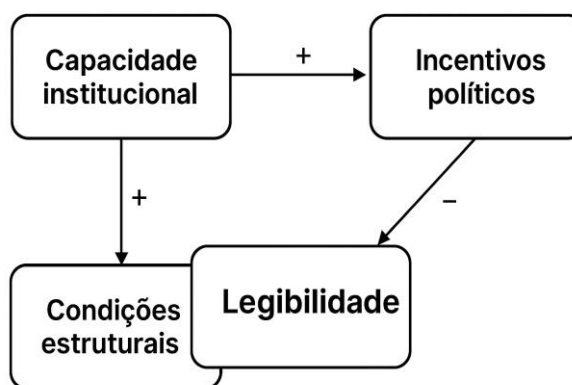 Capacidade
institucional
+
Incentivos
políticos
+
−
Condições
estruturais
Legibilidade